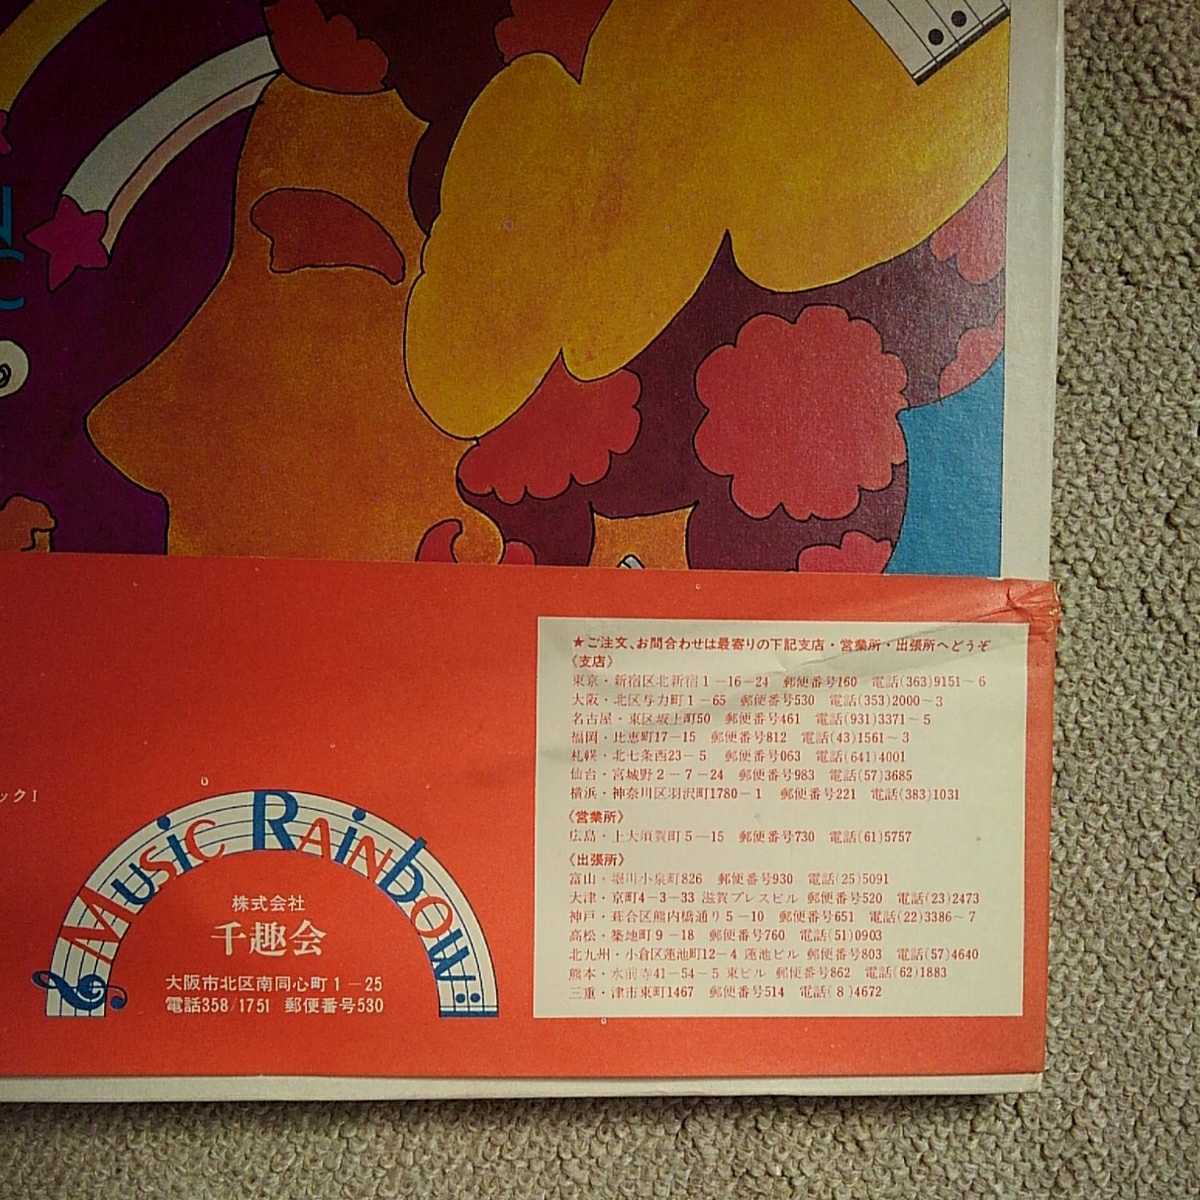 N
C
ック！
Music Rainbow
株式会社
千趣会
大阪市北区南同心町1－25
電話358/1751 郵便番号530
★ご注文、お問合わせは最寄りの下記支店・営業所・出張所へどうぞ
〈支店〉
東京・新宿区北新宿1－16－24 郵便番号160 電話(363)9151～6
大阪・北区与力町1－65 郵便番号530 電話(353)2000～3
名古屋・東区坂上町50 郵便番号461 電話(931)3371～5
福岡・比恵町17－15 郵便番号812 電話(43)1561～3
札幌・北七条西23－5 郵便番号063 電話(641)4001
仙台・宮城野2－7－24 郵便番号983 電話(57)3685
横浜・神奈川区羽沢町1780－1 郵便番号221 電話(383)1031
〈営業所〉
広島・上大須賀町5－15 郵便番号730 電話(61)5757
〈出張所〉
富山・堀川小泉町826 郵便番号930 電話(25)5091
大津・京町4－3－33 滋賀プレスビル 郵便番号520 電話(23)2473
神戸・葺合区熊内橋通り5－10 郵便番号651 電話(22)3386～7
高松・築地町9－18 郵便番号760 電話(51)0903
北九州・小倉区蓮池町12－4 蓮池ビル 郵便番号803 電話(57)4640
熊本・水前寺41－54－5 東ビル 郵便番号862 電話(62)1883
三重・津市東町1467 郵便番号514 電話(8)4672